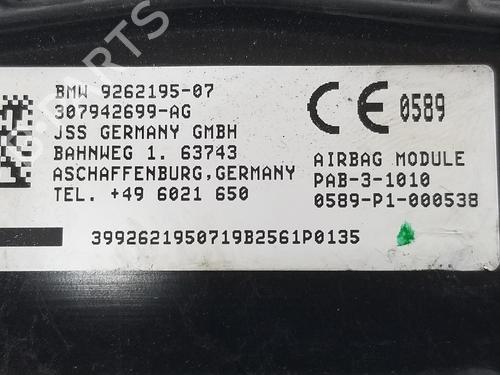 BMW 9262195-07
307942699-AG
JSS GERMANY GMBH
BAHNWEG 1. 63743
ASCHAFFENBURG,GERMANY
TEL. +49 6021 650
CE 0589
AIRBAG MODULE
PAB-3-1010
0589-P1-000538
3992621950719B2561P0135
PARTS